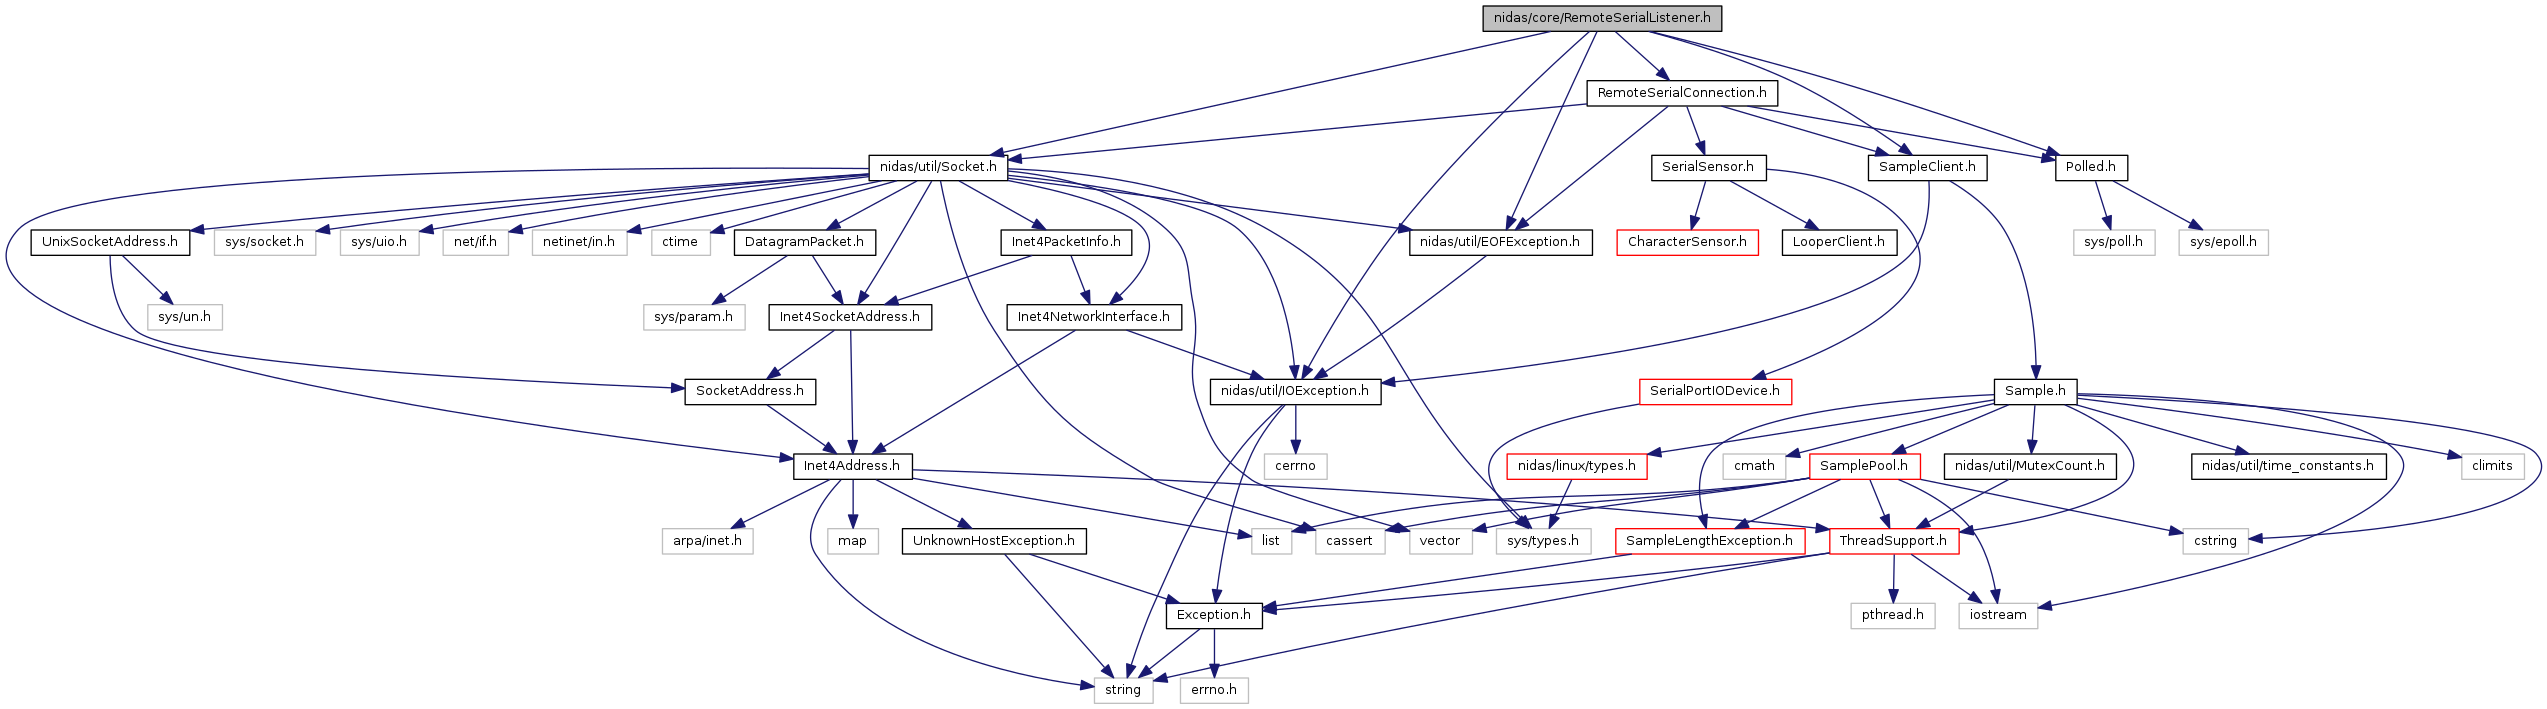 nidas/core/RemoteSerialListener.h
RemoteSerialConnection.h
nidas/util/Socket.h
SerialSensor.h
SampleClient.h
Polled.h
UnixSocketAddress.h
sys/socket.h
sys/uio.h
net/if.h
netinet/in.h
ctime
DatagramPacket.h
Inet4PacketInfo.h
nidas/util/EOFException.h
CharacterSensor.h
LooperClient.h
sys/poll.h
sys/epoll.h
sys/un.h
sys/param.h
Inet4SocketAddress.h
Inet4NetworkInterface.h
SocketAddress.h
nidas/util/IOException.h
SerialPortIODevice.h
Sample.h
Inet4Address.h
cerrno
nidas/linux/types.h
cmath
SamplePool.h
nidas/util/MutexCount.h
nidas/util/time_constants.h
climits
arpa/inet.h
map
UnknownHostException.h
list
cassert
vector
sys/types.h
SampleLengthException.h
ThreadSupport.h
cstring
Exception.h
pthread.h
iostream
string
errno.h